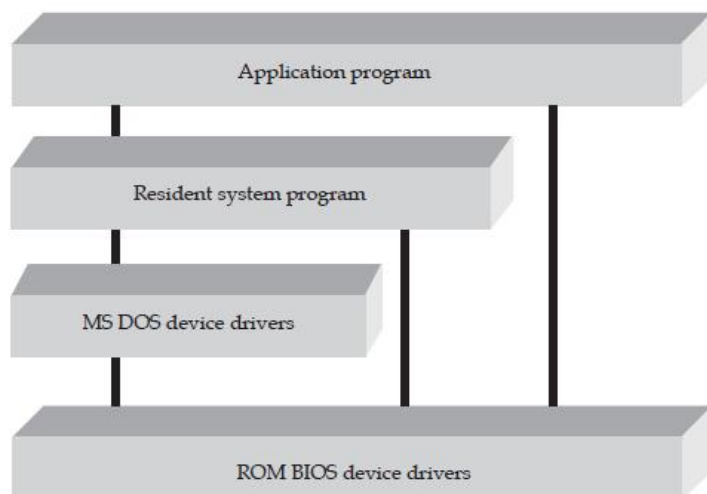 Application program
Resident system program
MS DOS device drivers
ROM BIOS device drivers